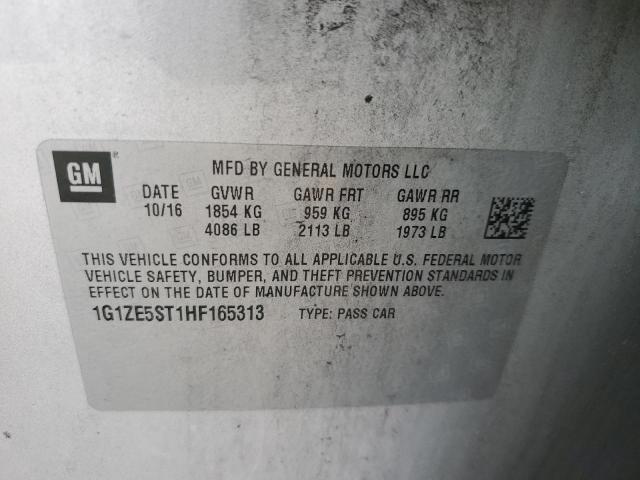 GM ® MFD BY GENERAL MOTORS LLC
DATE GVWR GAWR FRT GAWR RR
10/16 1854 KG 959 KG 895 KG
4086 LB 2113 LB 1973 LB
THIS VEHICLE CONFORMS TO ALL APPLICABLE U.S. FEDERAL MOTOR
VEHICLE SAFETY, BUMPER, AND THEFT PREVENTION STANDARDS IN
EFFECT ON THE DATE OF MANUFACTURE SHOWN ABOVE.
1G1ZE5ST1HF165313 TYPE: PASS CAR